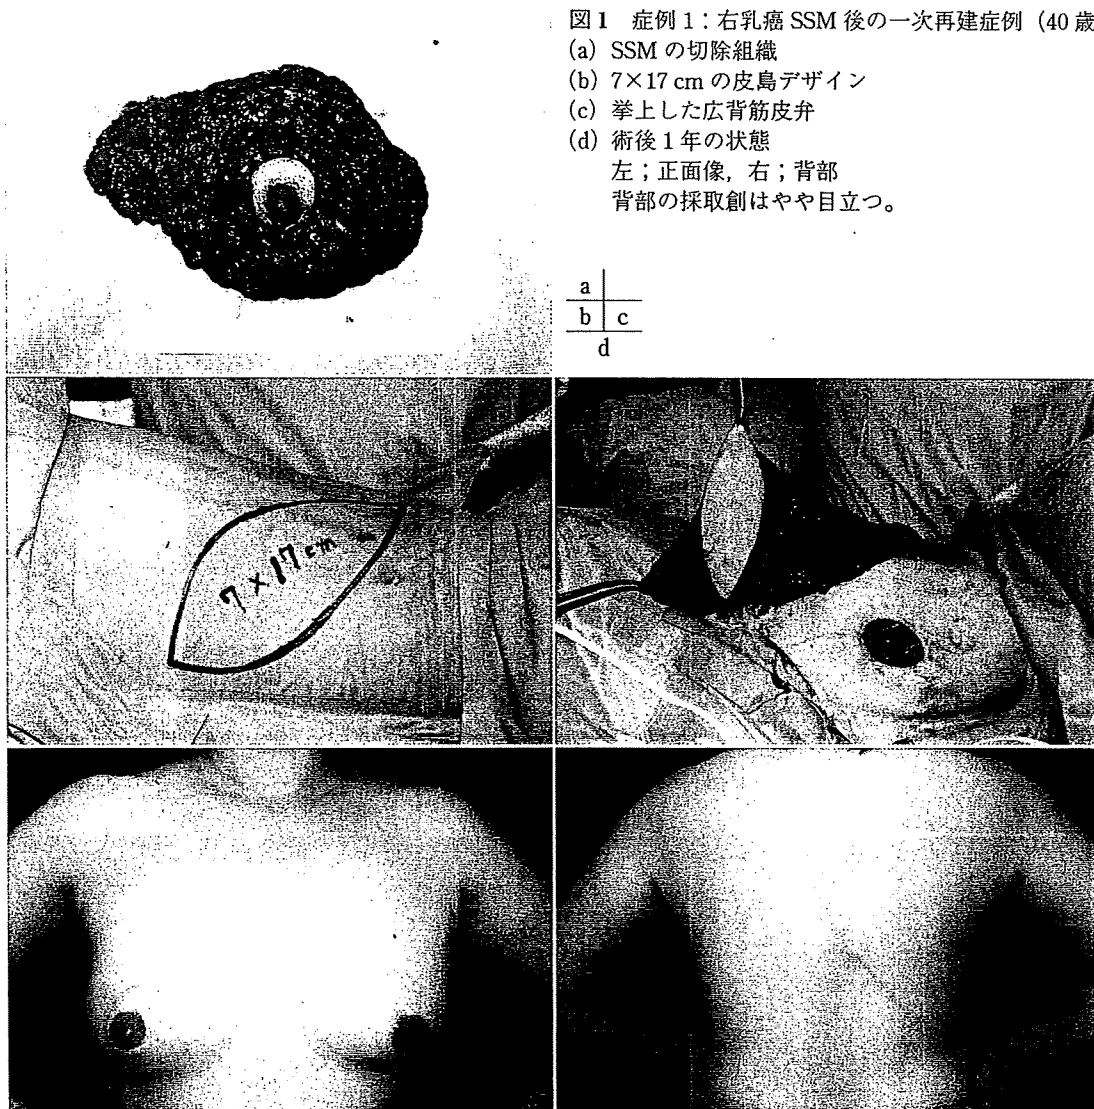 図1 症例1:右乳癌SSM後の一次再建症例(40歳
(a) SSMの切除組織
(b) 7×17 cmの皮島デザイン
(c) 挙上した広背筋皮弁
(d) 術後1年の状態
左;正面像,右;背部
背部の採取創はやや目立つ。
a
b c
d
7×17cm